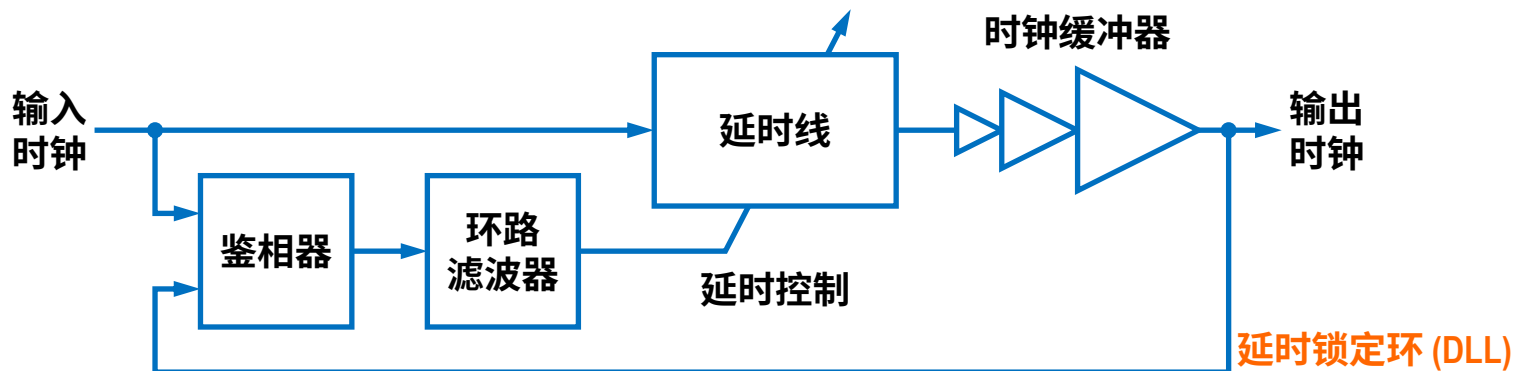 时钟缓冲器
输入
时钟
延时线
输出
时钟
鉴相器
环路
滤波器
延时控制
延时锁定环 (DLL)